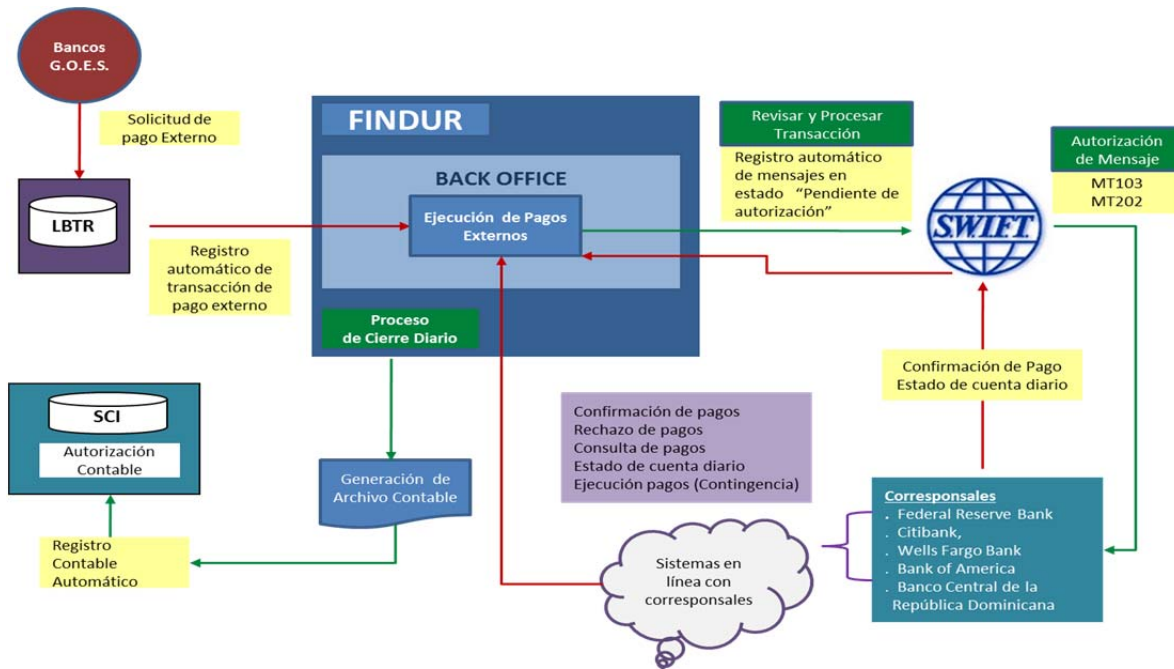 Bancos
G.O.E.S.
Solicitud de
pago Externo
LBTR
Registro
automático de
transacción de
pago externo
FINDUR
BACK OFFICE
Ejecución de Pagos
Externos
Proceso
de Cierre Diario
Revisar y Procesar
Transacción
Registro automático
de mensajes en
estado “Pendiente de
autorización”
S.W.I.F.T.
Autorización
de Mensaje
MT103
MT202
Confirmación de Pago
Estado de cuenta diario
SCI
Autorización
Contable
Registro
Contable
Automático
Generación de
Archivo Contable
Confirmación de pagos
Rechazo de pagos
Consulta de pagos
Estado de cuenta diario
Ejecución pagos (Contingencia)
Sistemas en
línea con
corresponsales
Corresponsales
. Federal Reserve Bank
. Citibank,
. Wells Fargo Bank
. Bank of America
. Banco Central de la
República Dominicana